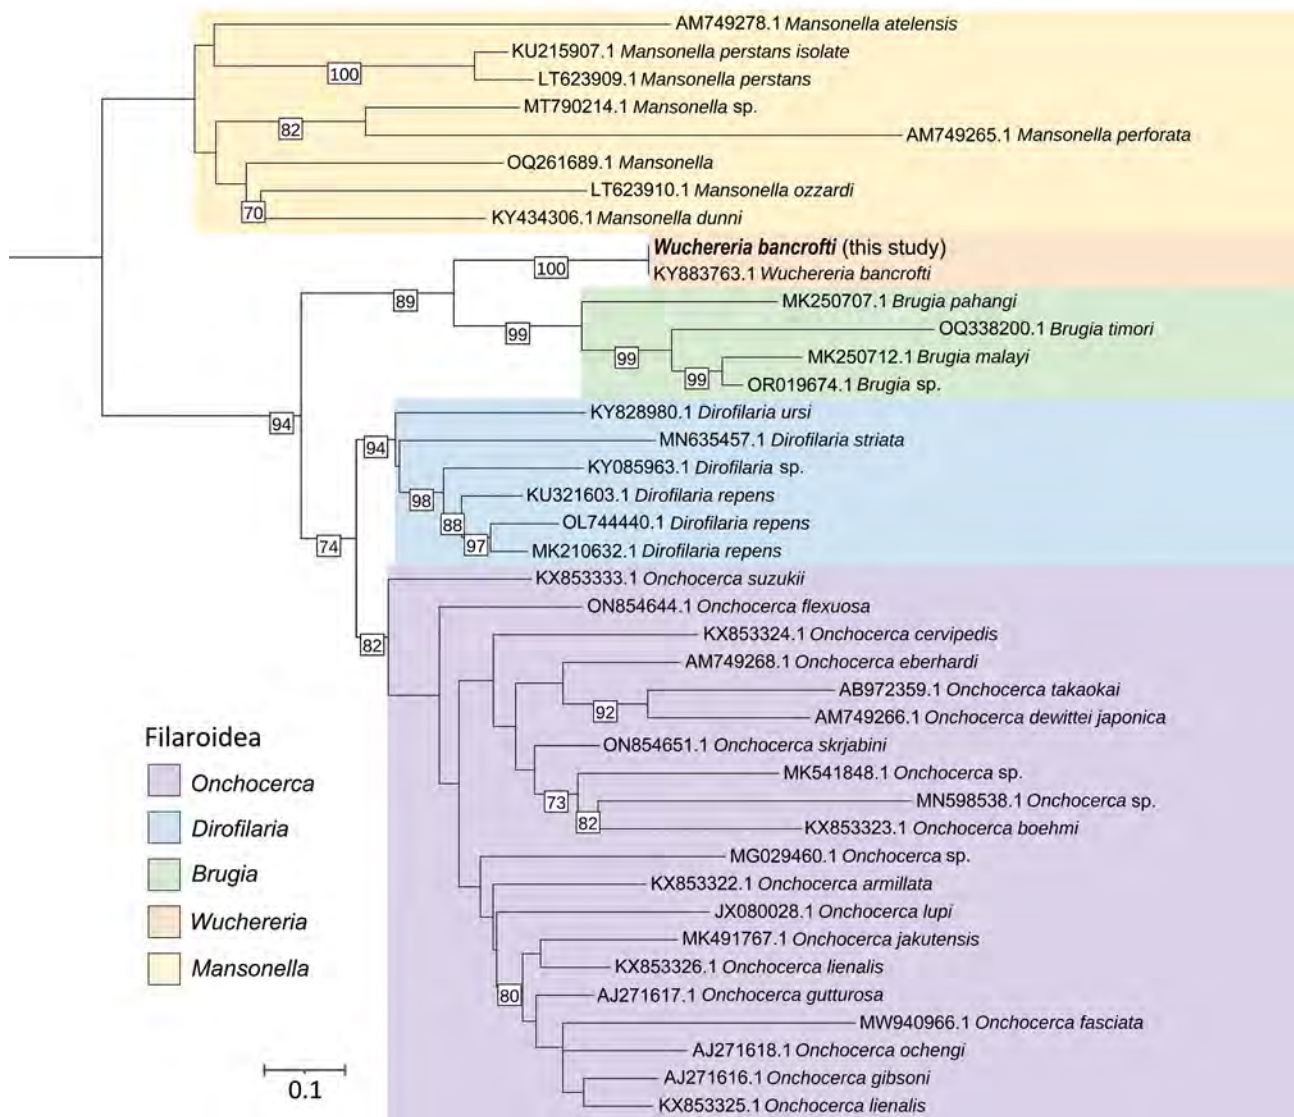 AM749278.1 Mansonella atelensis
KU215907.1 Mansonella perstans isolate
100
LT623909.1 Mansonella perstans
MT790214.1 Mansonella sp.
82
AM749265.1 Mansonella perforata
OQ261689.1 Mansonella
LT623910.1 Mansonella ozzardi
70
KY434306.1 Mansonella dunni
Wuchereria bancrofti (this study)
100
KY883763.1 Wuchereria bancrofti
89
MK250707.1 Brugia pahangi
99
OQ338200.1 Brugia timori
99
MK250712.1 Brugia malayi
99
OR019674.1 Brugia sp.
94
KY828980.1 Dirofilaria ursi
94
MN635457.1 Dirofilaria striata
KY085963.1 Dirofilaria sp.
98
KU321603.1 Dirofilaria repens
88
OL744440.1 Dirofilaria repens
74
97
MK210632.1 Dirofilaria repens
KX853333.1 Onchocerca suzukii
ON854644.1 Onchocerca flexuosa
82
KX853324.1 Onchocerca cervipedis
AM749268.1 Onchocerca eberhardi
AB972359.1 Onchocerca takaokai
92
AM749266.1 Onchocerca dewittei japonica
ON854651.1 Onchocerca skrjabini
MK541848.1 Onchocerca sp.
73
MN598538.1 Onchocerca sp.
82
KX853323.1 Onchocerca boehmi
MG029460.1 Onchocerca sp.
KX853322.1 Onchocerca armillata
JX080028.1 Onchocerca lupi
MK491767.1 Onchocerca jakutensis
KX853326.1 Onchocerca lienalis
80
AJ271617.1 Onchocerca gutturosa
MW940966.1 Onchocerca fasciata
AJ271618.1 Onchocerca ochengi
AJ271616.1 Onchocerca gibsoni
KX853325.1 Onchocerca lienalis
Filaroidea
Onchocerca
Dirofilaria
Brugia
Wuchereria
Mansonella
0.1